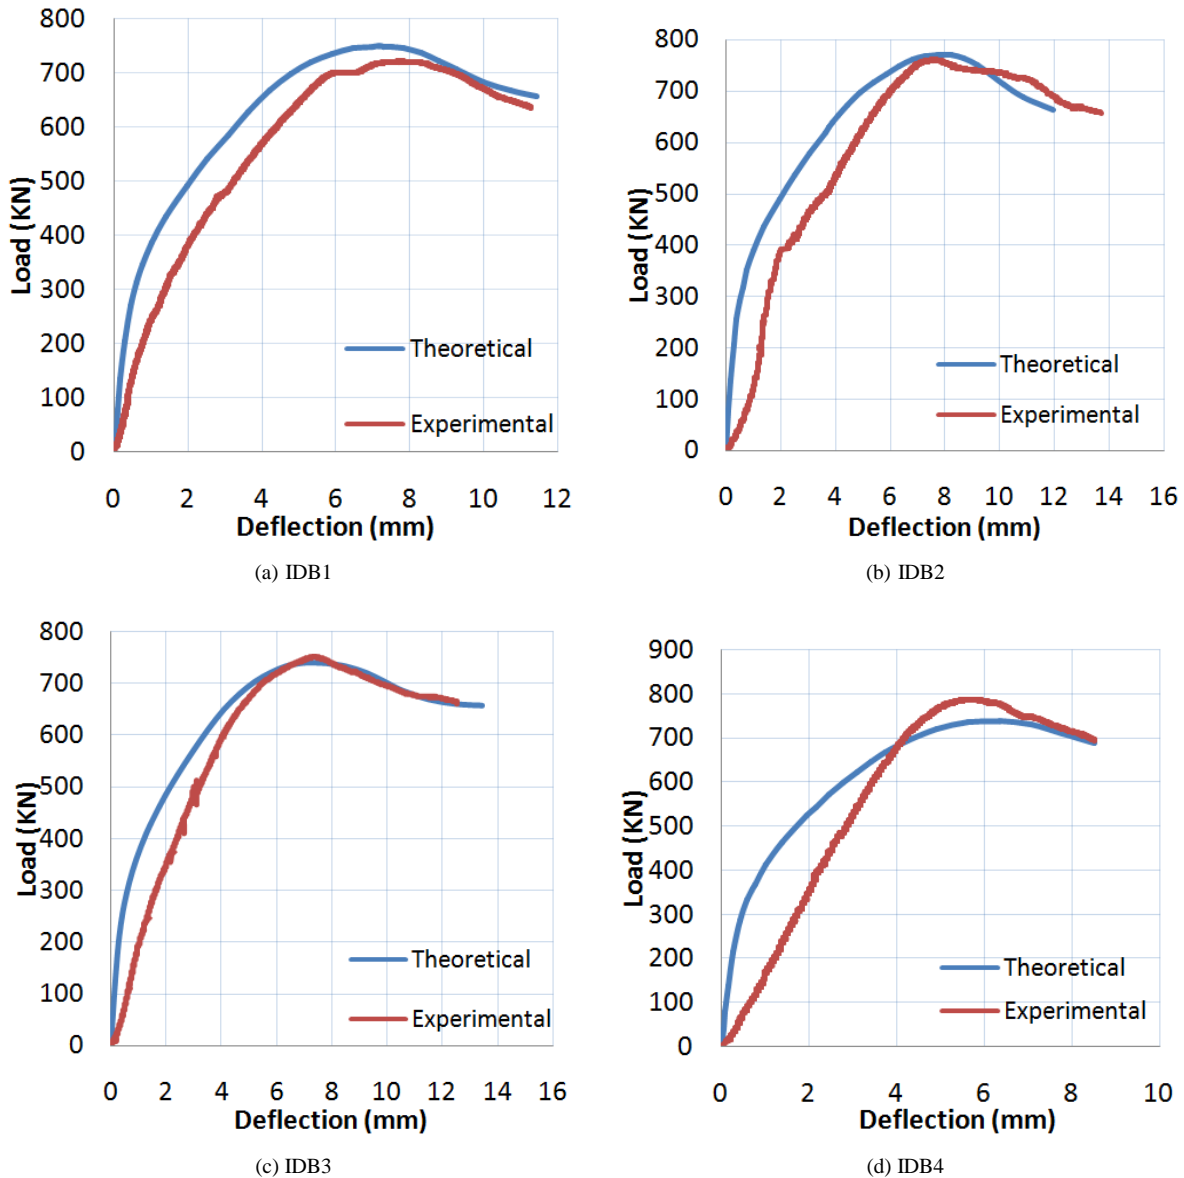 800
700
600
500
400
300
200
100
0
Load (KN)
Theoretical
Experimental
0 2 4 6 8 10 12
Deflection (mm)
(a) IDB1
800
700
600
500
400
300
200
100
0
Load (KN)
Theoretical
Experimental
0 2 4 6 8 10 12 14 16
Deflection (mm)
(b) IDB2
800
700
600
500
400
300
200
100
0
Load (KN)
Theoretical
Experimental
0 2 4 6 8 10 12 14 16
Deflection (mm)
(c) IDB3
900
800
700
600
500
400
300
200
100
0
Load (KN)
Theoretical
Experimental
0 2 4 6 8 10
Deflection (mm)
(d) IDB4